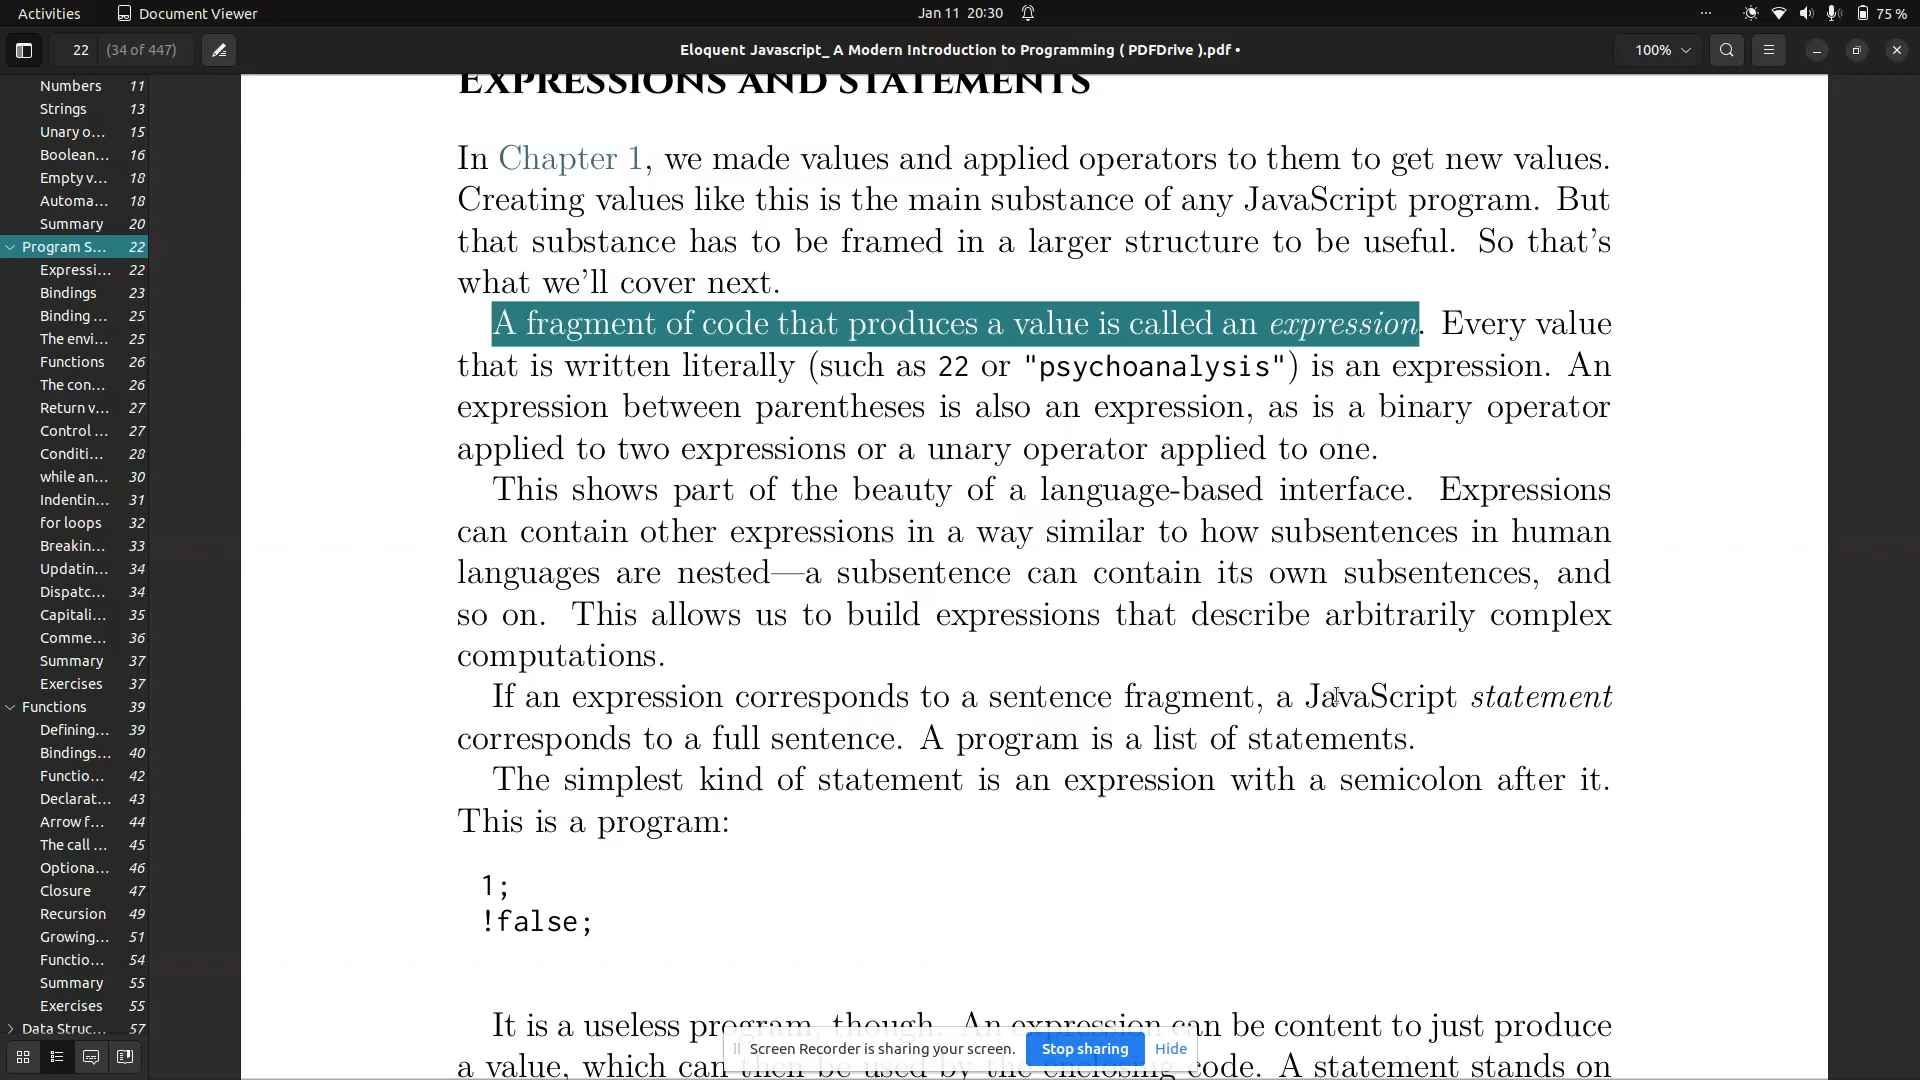 Activities
Document Viewer
Jan 11 20:30
75 %
22
(34 of 447)
Eloquent Javascript_ A Modern Introduction to Programming ( PDFDrive ).pdf •
100%
Numbers 11
Strings 13
Unary o... 15
Boolean... 16
Empty v... 18
Automa... 18
Summary 20
Program S... 22
Expressi... 22
Bindings 23
Binding ... 25
The envi... 25
Functions 26
The con... 26
Return v... 27
Control ... 27
Conditi... 28
while an... 30
Indentin... 31
for loops 32
Breakin... 33
Updatin... 34
Dispatc... 34
Capitali... 35
Comme... 36
Summary 37
Exercises 37
Functions 39
Defining... 39
Bindings... 40
Functio... 42
Declarat... 43
Arrow f... 44
The call ... 45
Optiona... 46
Closure 47
Recursion 49
Growing... 51
Functio... 54
Summary 55
Exercises 55
Data Struc... 57
EXPRESSIONS AND STATEMENTS
In Chapter 1, we made values and applied operators to them to get new values.
Creating values like this is the main substance of any JavaScript program. But
that substance has to be framed in a larger structure to be useful. So that's
what we'll cover next.
A fragment of code that produces a value is called an expression. Every value
that is written literally (such as 22 or "psychoanalysis") is an expression. An
expression between parentheses is also an expression, as is a binary operator
applied to two expressions or a unary operator applied to one.
This shows part of the beauty of a language-based interface. Expressions
can contain other expressions in a way similar to how subsentences in human
languages are nested—a subsentence can contain its own subsentences, and
so on. This allows us to build expressions that describe arbitrarily complex
computations.
If an expression corresponds to a sentence fragment, a JavaScript statement
corresponds to a full sentence. A program is a list of statements.
The simplest kind of statement is an expression with a semicolon after it.
This is a program:
1;
!false;
It is a useless program, though. An expression can be content to just produce
a value, which can then be used by the enclosing code. A statement stands on
Screen Recorder is sharing your screen.
Stop sharing
Hide